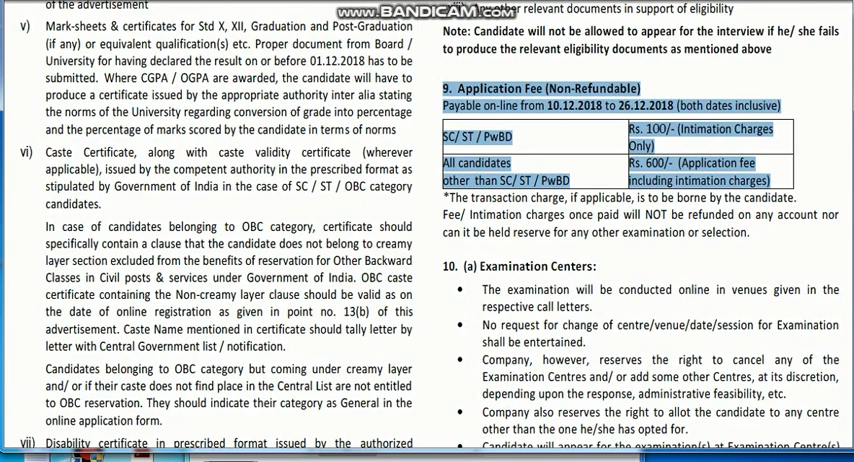 of the advertisement
v) Mark-sheets & certificates for Std X, XII, Graduation and Post-Graduation
(if any) or equivalent qualification(s) etc. Proper document from Board /
University for having declared the result on or before 01.12.2018 has to be
submitted. Where CGPA / OGPA are awarded, the candidate will have to
produce a certificate issued by the appropriate authority inter alia stating
the norms of the University regarding conversion of grade into percentage
and the percentage of marks scored by the candidate in terms of norms
vi) Caste Certificate, along with caste validity certificate (wherever
applicable), issued by the competent authority in the prescribed format as
stipulated by Government of India in the case of SC / ST / OBC category
candidates.
In case of candidates belonging to OBC category, certificate should
specifically contain a clause that the candidate does not belong to creamy
layer section excluded from the benefits of reservation for Other Backward
Classes in Civil posts & services under Government of India. OBC caste
certificate containing the Non-creamy layer clause should be valid as on
the date of online registration as given in point no. 13(b) of this
advertisement. Caste Name mentioned in certificate should tally letter by
letter with Central Government list / notification.
Candidates belonging to OBC category but coming under creamy layer
and/ or if their caste does not find place in the Central List are not entitled
to OBC reservation. They should indicate their category as General in the
online application form.
vii) Disability certificate in prescribed format issued by the authorized
www.BANDICAM.com
Any other relevant documents in support of eligibility
Note: Candidate will not be allowed to appear for the interview if he/ she fails
to produce the relevant eligibility documents as mentioned above
9. Application Fee (Non-Refundable)
Payable on-line from 10.12.2018 to 26.12.2018 (both dates inclusive)
SC/ ST / PwBD
Rs. 100/- (Intimation Charges
Only)
All candidates
other than SC/ ST / PwBD
Rs. 600/- (Application fee
including intimation charges)
*The transaction charge, if applicable, is to be borne by the candidate.
Fee/ Intimation charges once paid will NOT be refunded on any account nor
can it be held reserve for any other examination or selection.
10. (a) Examination Centers:
• The examination will be conducted online in venues given in the
respective call letters.
• No request for change of centre/venue/date/session for Examination
shall be entertained.
• Company, however, reserves the right to cancel any of the
Examination Centres and/ or add some other Centres, at its discretion,
depending upon the response, administrative feasibility, etc.
• Company also reserves the right to allot the candidate to any centre
other than the one he/she has opted for.
• Candidate will appear for the examination(s) at Examination Centre(s)